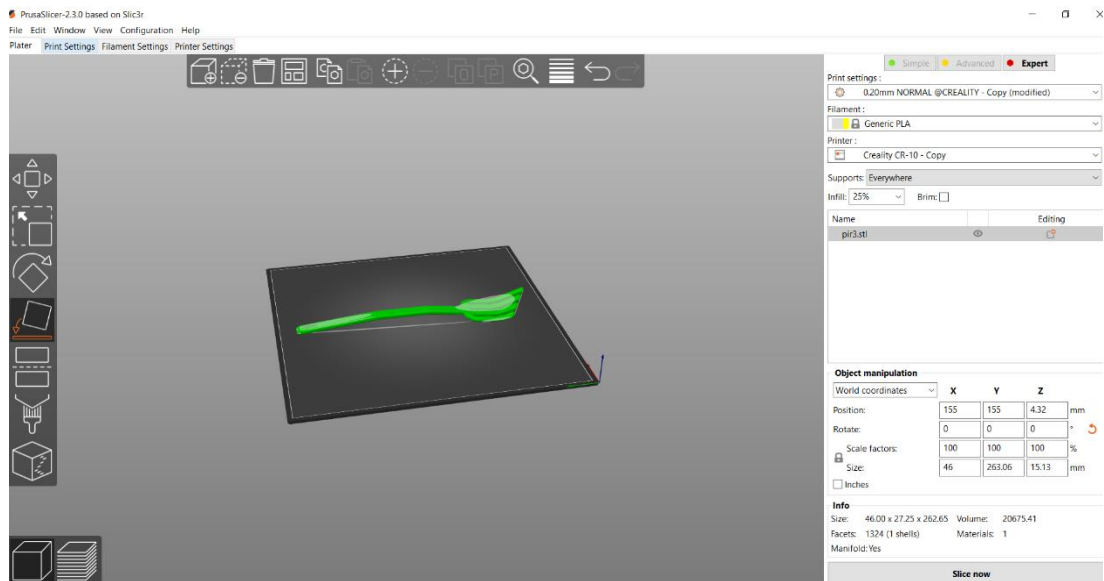 PrusaSlicer-2.3.0 based on Slic3r
File Edit Window View Configuration Help
Plater Print Settings Filament Settings Printer Settings
Simple Advanced Expert
Print settings :
0.20mm NORMAL @CREALITY - Copy (modified)
Filament :
Generic PLA
Printer :
Creality CR-10 - Copy
Supports: Everywhere
Infill: 25% Brim:
Name Editing
pir3.stl
Object manipulation
World coordinates X Y Z
Position: 155 155 4.32 mm
Rotate: 0 0 0 °
Scale factors: 100 100 100 %
Size: 46 263.06 15.13 mm
Inches
Info
Size: 46.00 x 27.25 x 262.65 Volume: 20675.41
Facets: 1324 (1 shells) Materials: 1
Manifold: Yes
Slice now